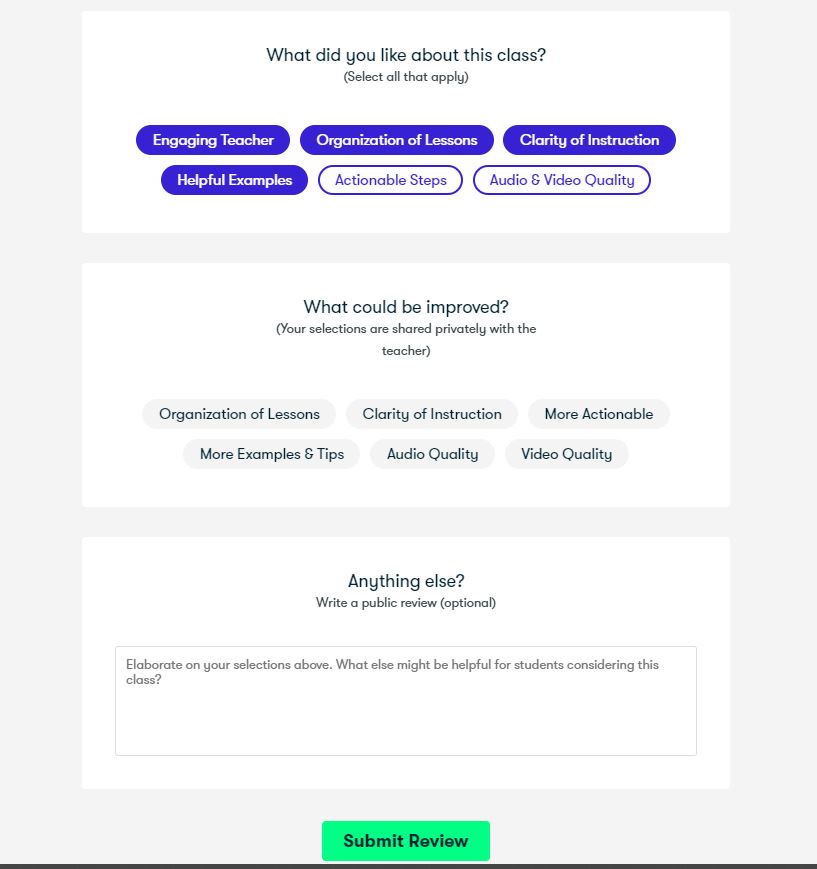 What did you like about this class?
(Select all that apply)
Engaging Teacher Organization of Lessons Clarity of Instruction
Helpful Examples Actionable Steps Audio & Video Quality
What could be improved?
(Your selections are shared privately with the
teacher)
Organization of Lessons Clarity of Instruction More Actionable
More Examples & Tips Audio Quality Video Quality
Anything else?
Write a public review (optional)
Elaborate on your selections above. What else might be helpful for students considering this
class?
Submit Review